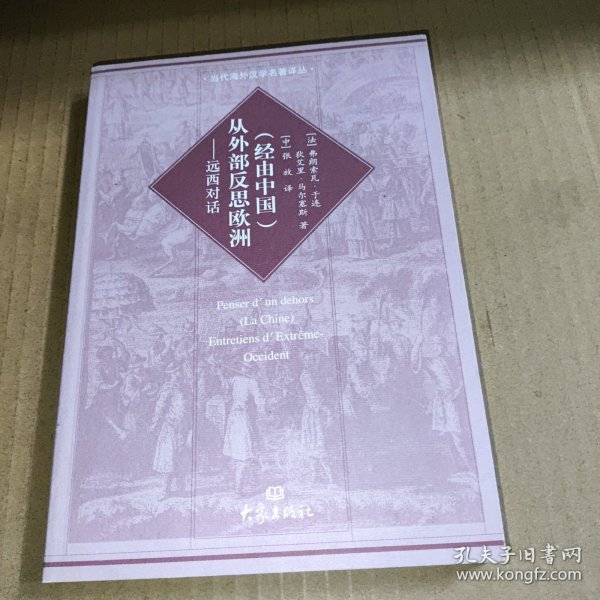 ·当代海外汉学名著译丛·
（经由中国）
从外部反思欧洲
——远西对话
[法] 弗朗索瓦·于连
狄艾里·马尔塞斯 著
[中] 张放 译
Penser d'un dehors
(La Chine)
Entretiens d'Extrême-
Occident
大象出版社
孔夫子旧书网
www.kongfz.com